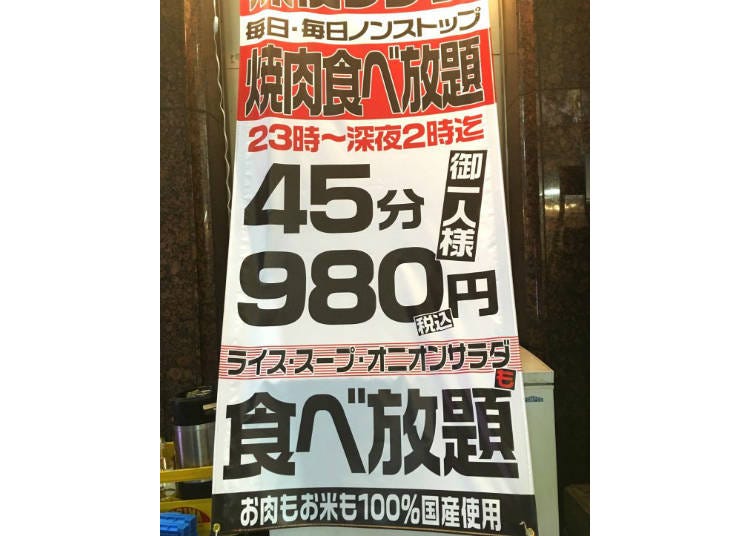 毎日・毎日ノンストップ
焼肉食べ放題
23時～深夜2時迄
45分
御一人様
980円
税込
ライス・スープ・オニオンサラダ
も
食べ放題
お肉もお米も100%国産使用